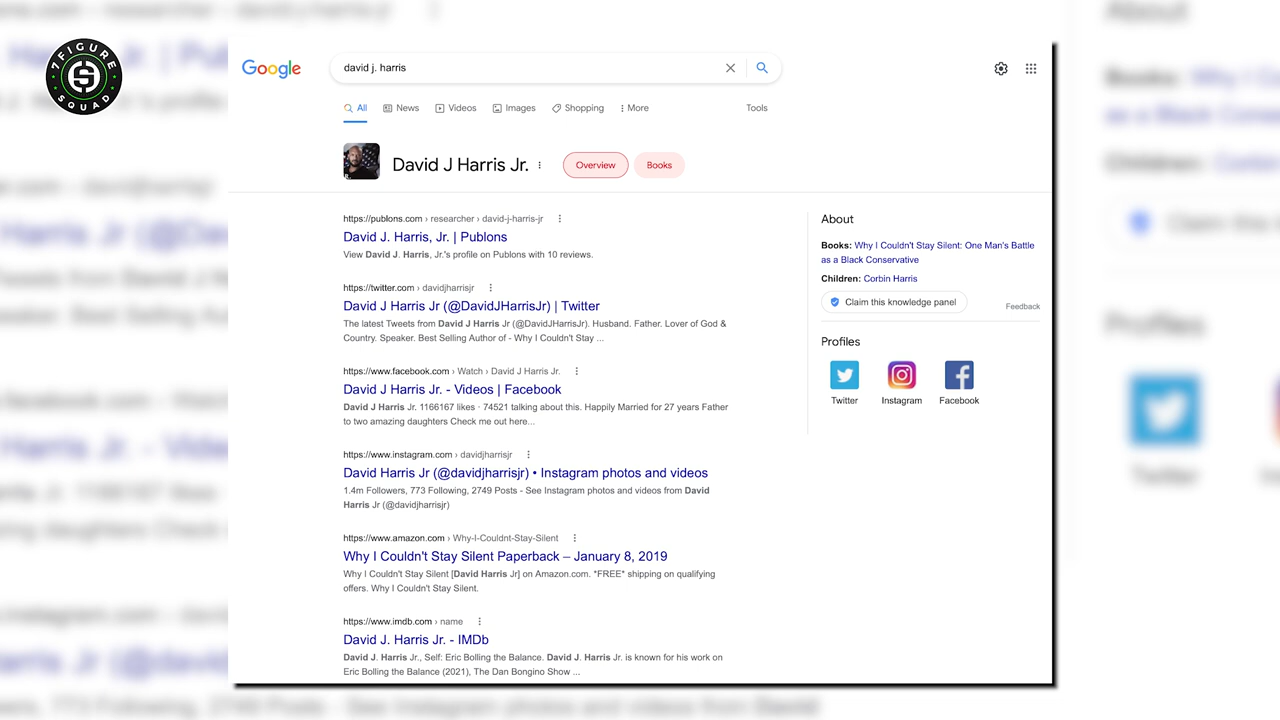 7 FIGURE
SQUAD
Google
david j. harris
All
News
Videos
Images
Shopping
More
Tools
David J Harris Jr.
Overview
Books
https://publons.com › researcher › david-j-harris-jr
David J. Harris, Jr. | Publons
View David J. Harris, Jr.'s profile on Publons with 10 reviews.
https://twitter.com › davidjharrisjr
David J Harris Jr (@DavidJHarrisJr) | Twitter
The latest Tweets from David J Harris Jr (@DavidJHarrisJr). Husband. Father. Lover of God &
Country. Speaker. Best Selling Author of - Why I Couldn't Stay ...
https://www.facebook.com › Watch › David J Harris Jr.
David J Harris Jr. - Videos | Facebook
David J Harris Jr. 1166167 likes · 74521 talking about this. Happily Married for 27 years Father
to two amazing daughters Check me out here...
https://www.instagram.com › davidjharrisjr
David Harris Jr (@davidjharrisjr) • Instagram photos and videos
1.4m Followers, 773 Following, 2749 Posts - See Instagram photos and videos from David
Harris Jr (@davidjharrisjr)
https://www.amazon.com › Why-I-Couldnt-Stay-Silent
Why I Couldn't Stay Silent Paperback – January 8, 2019
Why I Couldn't Stay Silent [David Harris Jr] on Amazon.com. *FREE* shipping on qualifying
offers. Why I Couldn't Stay Silent.
https://www.imdb.com › name
David J. Harris Jr. - IMDb
David J. Harris Jr., Self: Eric Bolling the Balance. David J. Harris Jr. is known for his work on
Eric Bolling the Balance (2021), The Dan Bongino Show ...
About
Books: Why I Couldn't Stay Silent: One Man's Battle
as a Black Conservative
Children: Corbin Harris
Claim this knowledge panel
Feedback
Profiles
Twitter
Instagram
Facebook